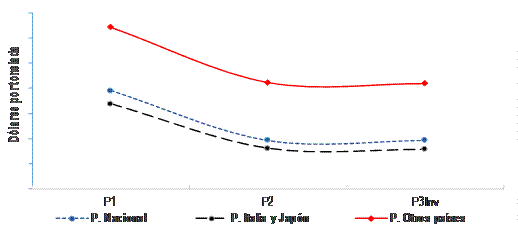 Dólares por tonelada
P1 P2 P3Inv
P. Nacional P. Italia y Japón P. Otros países